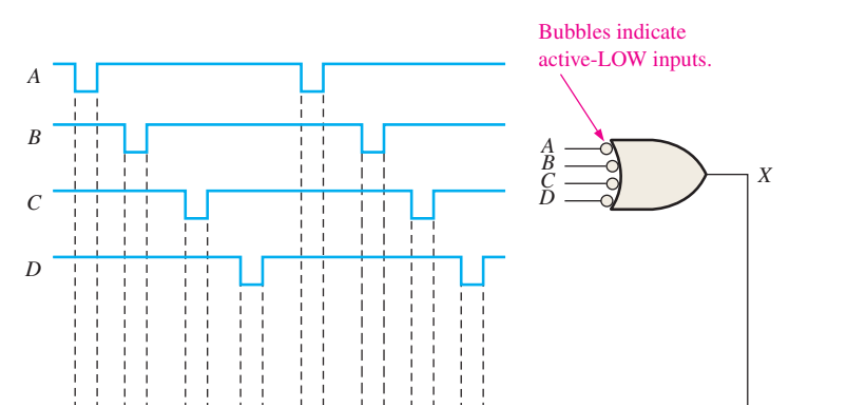 Bubbles indicate
active-LOW inputs.
A
B
C
D
A
B
C
D
X